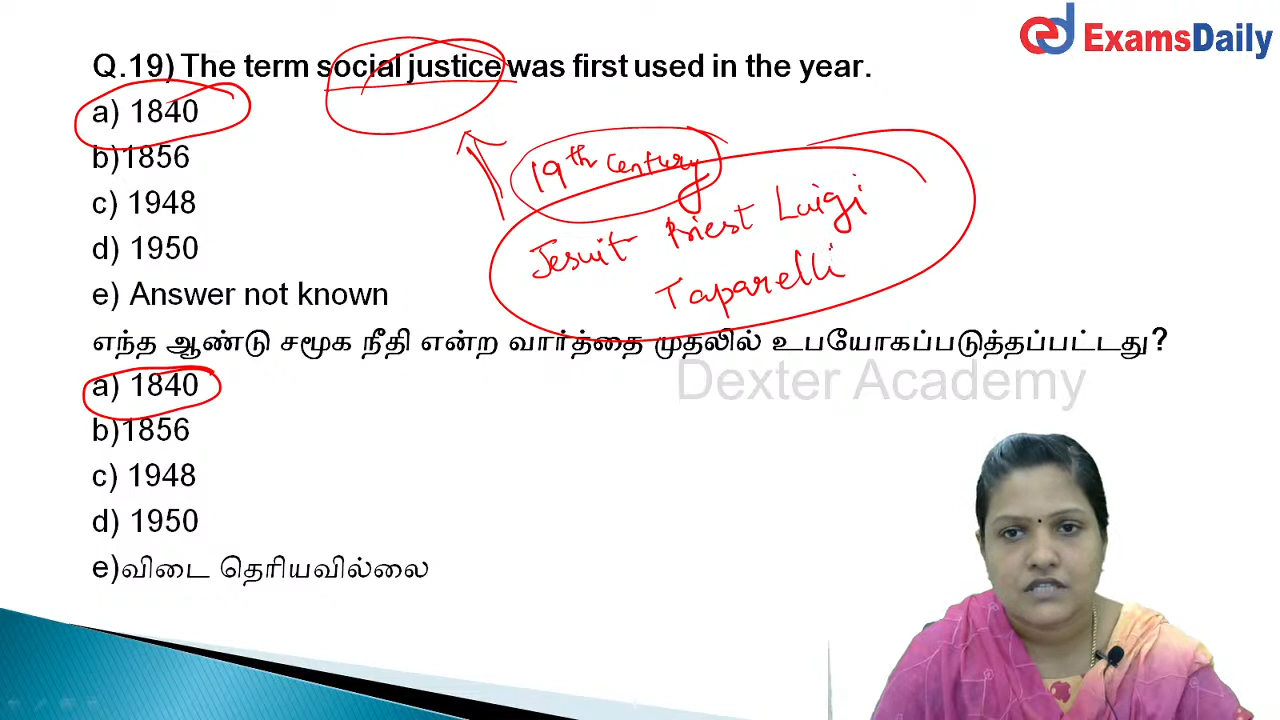 ExamsDaily
Q.19) The term social justice was first used in the year.
a) 1840
b)1856
c) 1948
d) 1950
e) Answer not known
19th Century
Jesuit Priest Luigi
Taparelli
எந்த ஆண்டு சமூக நீதி என்ற வார்த்தை முதலில் உபயோகப்படுத்தப்பட்டது?
Dexter Academy
a) 1840
b)1856
c) 1948
d) 1950
e)விடை தெரியவில்லை